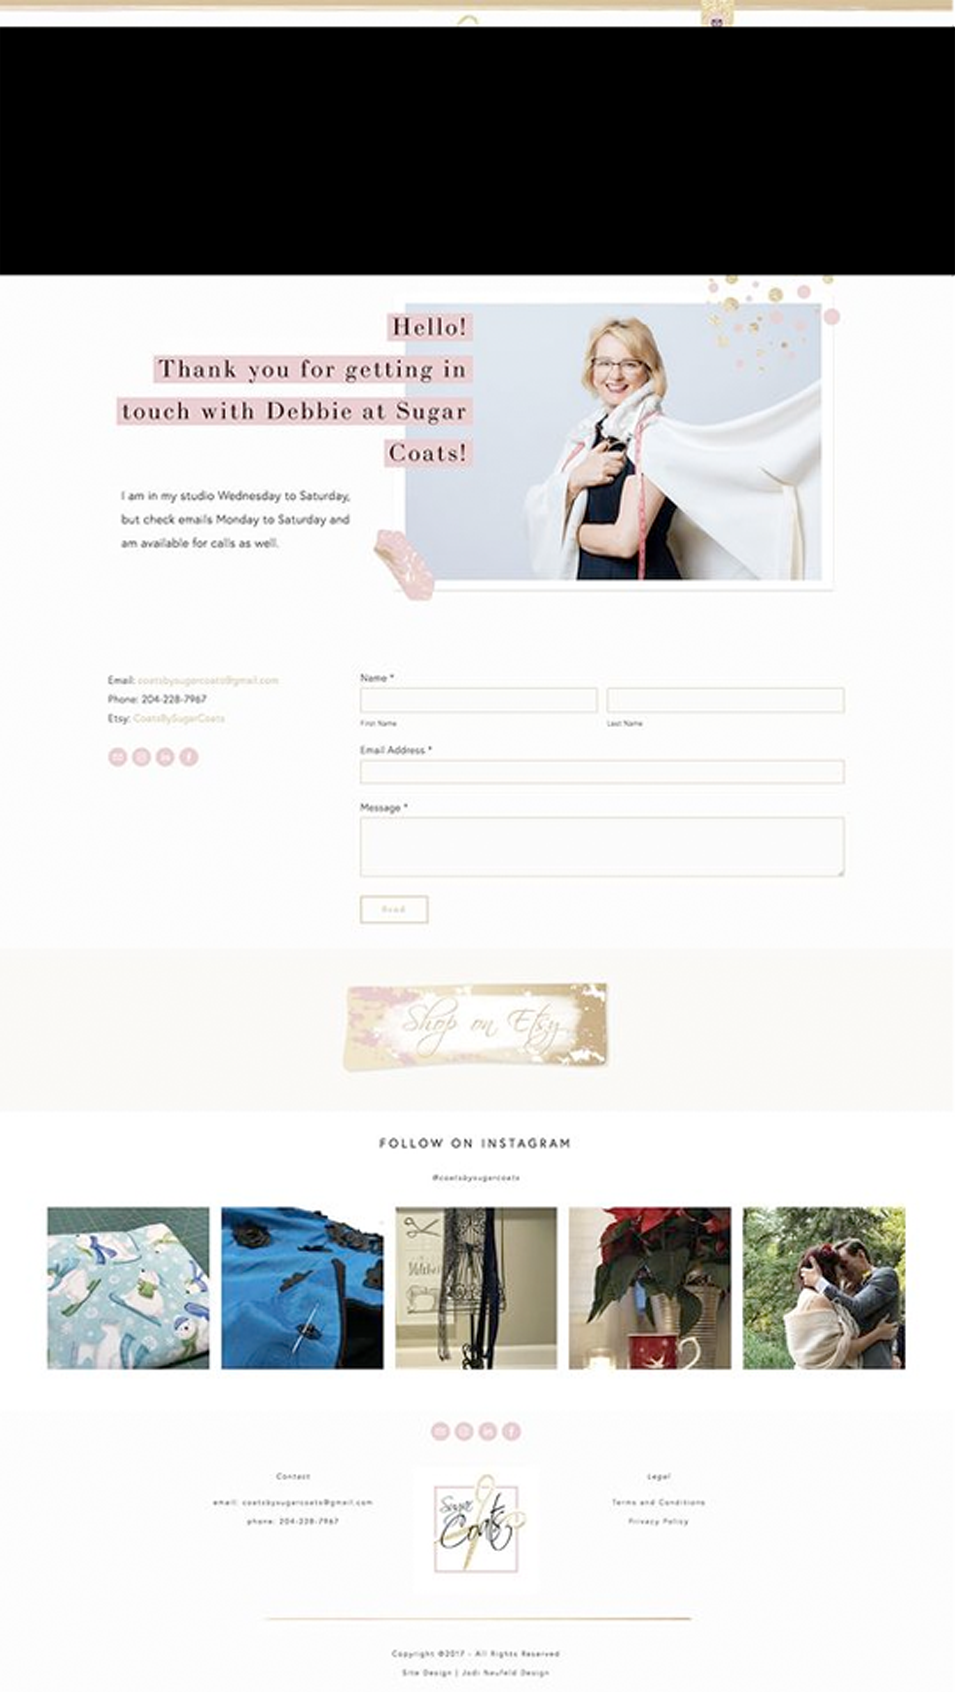 Hello!
Thank you for getting in
touch with Debbie at Sugar
Coats!
I am in my studio Wednesday to Saturday,
but check emails Monday to Saturday and
am available for calls as well.
Email: coatsbysugarcoats@gmail.com
Phone: 204-228-7967
Etsy: CoatsBySugarCoats
Name *
First Name
Last Name
Email Address *
Message *
Shop on Etsy
FOLLOW ON INSTAGRAM
@coatsbysugarcoats
Contact
email: coatsbysugarcoats@gmail.com
phone: 204-228-7967
Sugar
Coats
Legal
Terms and Conditions
Privacy Policy
Copyright ©2017 - All Rights Reserved
Site Design | Jodi Neufeld Design